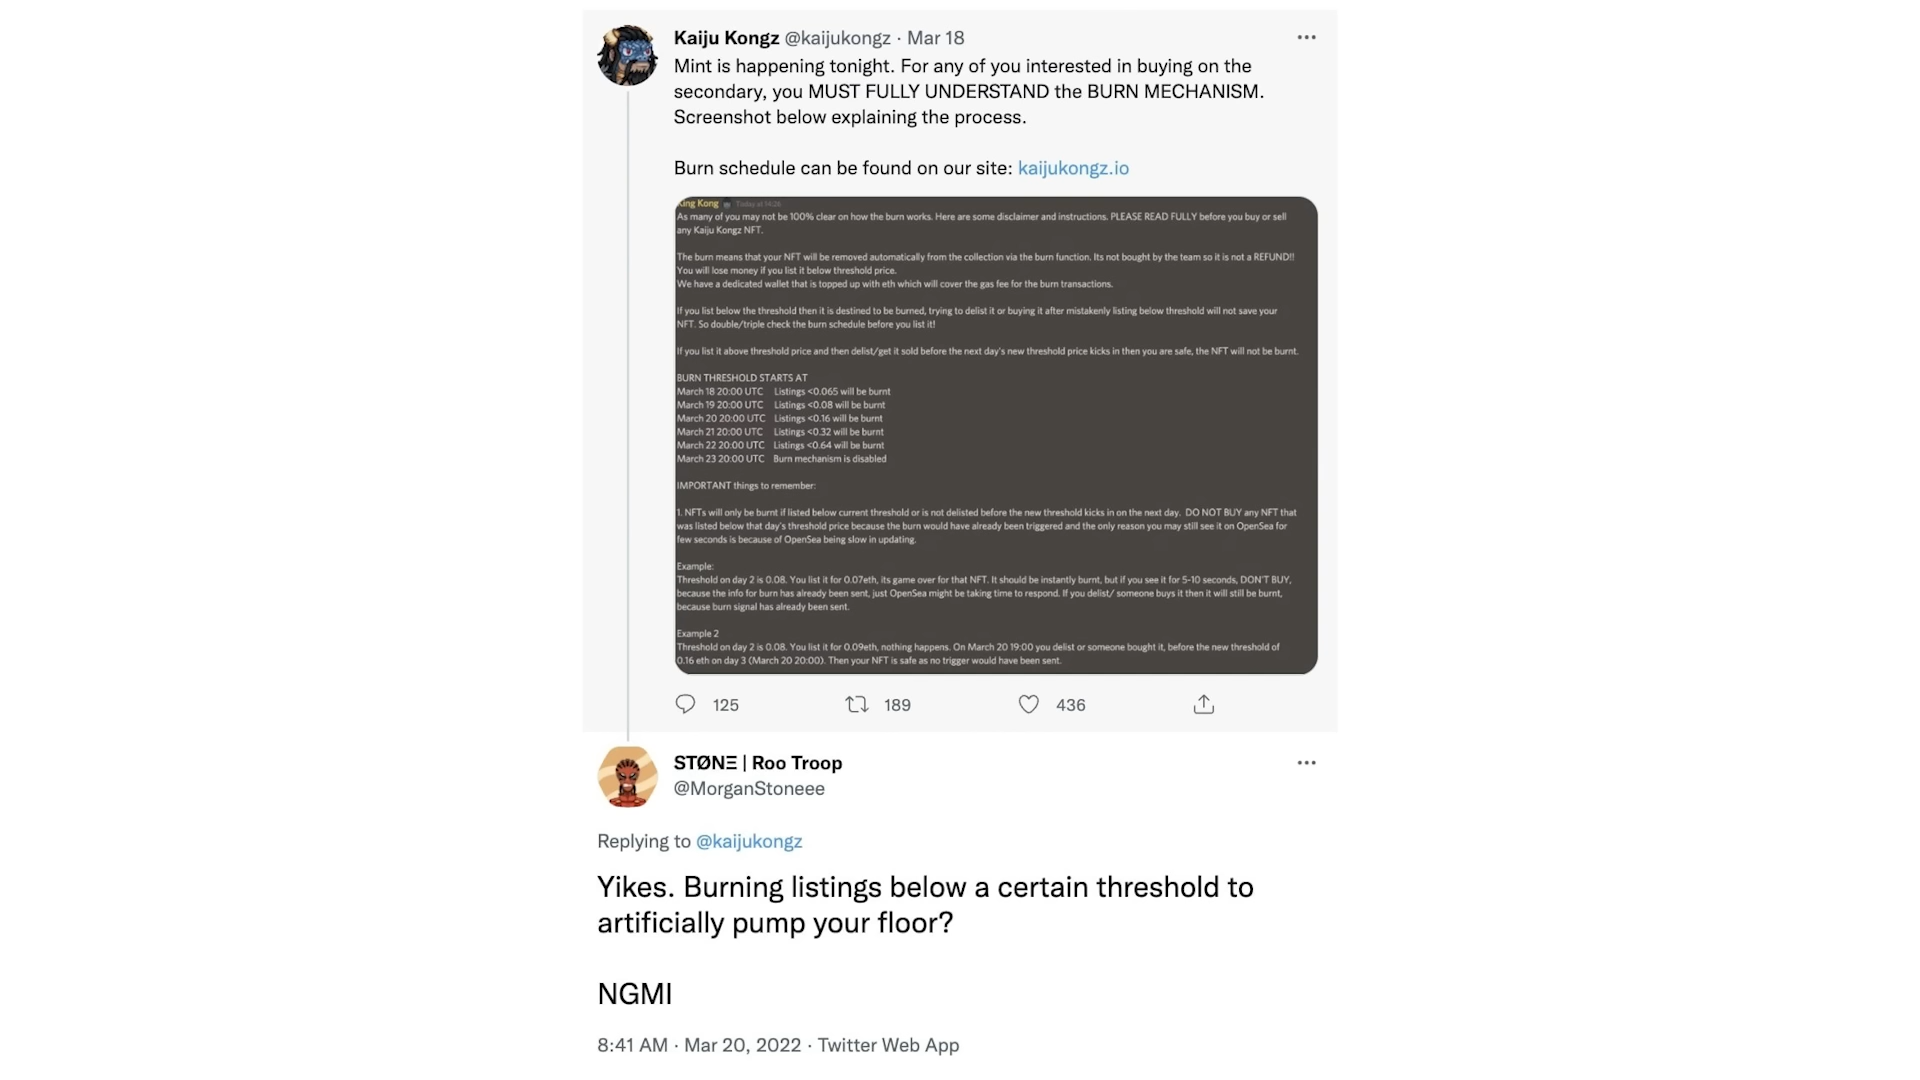 Kaiju Kongz @kaijukongz · Mar 18
Mint is happening tonight. For any of you interested in buying on the
secondary, you MUST FULLY UNDERSTAND the BURN MECHANISM.
Screenshot below explaining the process.
Burn schedule can be found on our site: kaijukongz.io
King Kong Today at 14:26
As many of you may not be 100% clear on how the burn works. Here are some disclaimer and instructions. PLEASE READ FULLY before you buy or sell
any Kaiju Kongz NFT.
The burn means that your NFT will be removed automatically from the collection via the burn function. Its not bought by the team so it is not a REFUND!!
You will lose money if you list it below threshold price.
We have a dedicated wallet that is topped up with eth which will cover the gas fee for the burn transactions.
If you list below the threshold then it is destined to be burned, trying to delist it or buying it after mistakenly listing below threshold will not save your
NFT. So double/triple check the burn schedule before you list it!
If you list it above threshold price and then delist/get it sold before the next day's new threshold price kicks in then you are safe, the NFT will not be burnt.
BURN THRESHOLD STARTS AT
March 18 20:00 UTC Listings <0.065 will be burnt
March 19 20:00 UTC Listings <0.08 will be burnt
March 20 20:00 UTC Listings <0.16 will be burnt
March 21 20:00 UTC Listings <0.32 will be burnt
March 22 20:00 UTC Listings <0.64 will be burnt
March 23 20:00 UTC Burn mechanism is disabled
IMPORTANT things to remember:
1. NFTs will only be burnt if listed below current threshold or is not delisted before the new threshold kicks in on the next day. DO NOT BUY any NFT that
was listed below that day's threshold price because the burn would have already been triggered and the only reason you may still see it on OpenSea for
few seconds is because of OpenSea being slow in updating.
Example:
Threshold on day 2 is 0.08. You list it for 0.07eth, its game over for that NFT. It should be instantly burnt, but if you see it for 5-10 seconds, DON'T BUY,
because the info for burn has already been sent, just OpenSea might be taking time to respond. If you delist/ someone buys it then it will still be burnt,
because burn signal has already been sent.
Example 2
Threshold on day 2 is 0.08. You list it for 0.09eth, nothing happens. On March 20 19:00 you delist or someone bought it, before the new threshold of
0.16 eth on day 3 (March 20 20:00). Then your NFT is safe as no trigger would have been sent.
125 189 436
STØNΞ | Roo Troop
@MorganStoneee
Replying to @kaijukongz
Yikes. Burning listings below a certain threshold to
artificially pump your floor?
NGMI
8:41 AM · Mar 20, 2022 · Twitter Web App